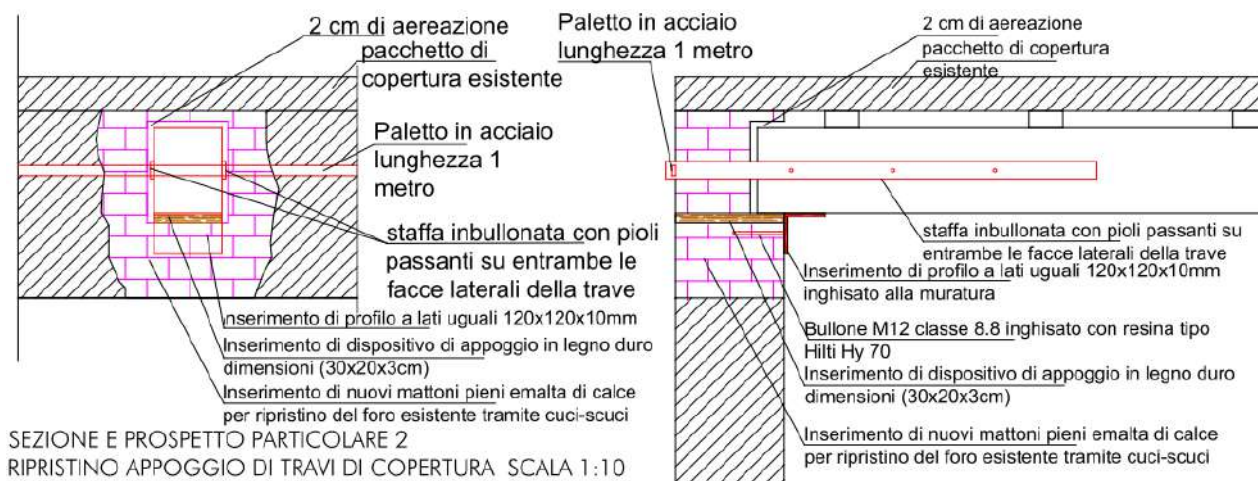 2 cm di aereazione
pacchetto di
copertura esistente
Paletto in acciaio
lunghezza 1
metro
staffa inbullonata con pioli
passanti su entrambe le
facce laterali della trave
nserimento di profilo a lati uguali 120x120x10mm
Inserimento di dispositivo di appoggio in legno duro
dimensioni (30x20x3cm)
Inserimento di nuovi mattoni pieni emalta di calce
per ripristino del foro esistente tramite cuci-scuci
SEZIONE E PROSPETTO PARTICOLARE 2
RIPRISTINO APPOGGIO DI TRAVI DI COPERTURA SCALA 1:10
Paletto in acciaio
lunghezza 1 metro
2 cm di aereazione
pacchetto di copertura
esistente
staffa inbullonata con pioli passanti su
entrambe le facce laterali della trave
Inserimento di profilo a lati uguali 120x120x10mm
inghisato alla muratura
Bullone M12 classe 8.8 inghisato con resina tipo
Hilti Hy 70
Inserimento di dispositivo di appoggio in legno duro
dimensioni (30x20x3cm)
Inserimento di nuovi mattoni pieni emalta di calce
per ripristino del foro esistente tramite cuci-scuci